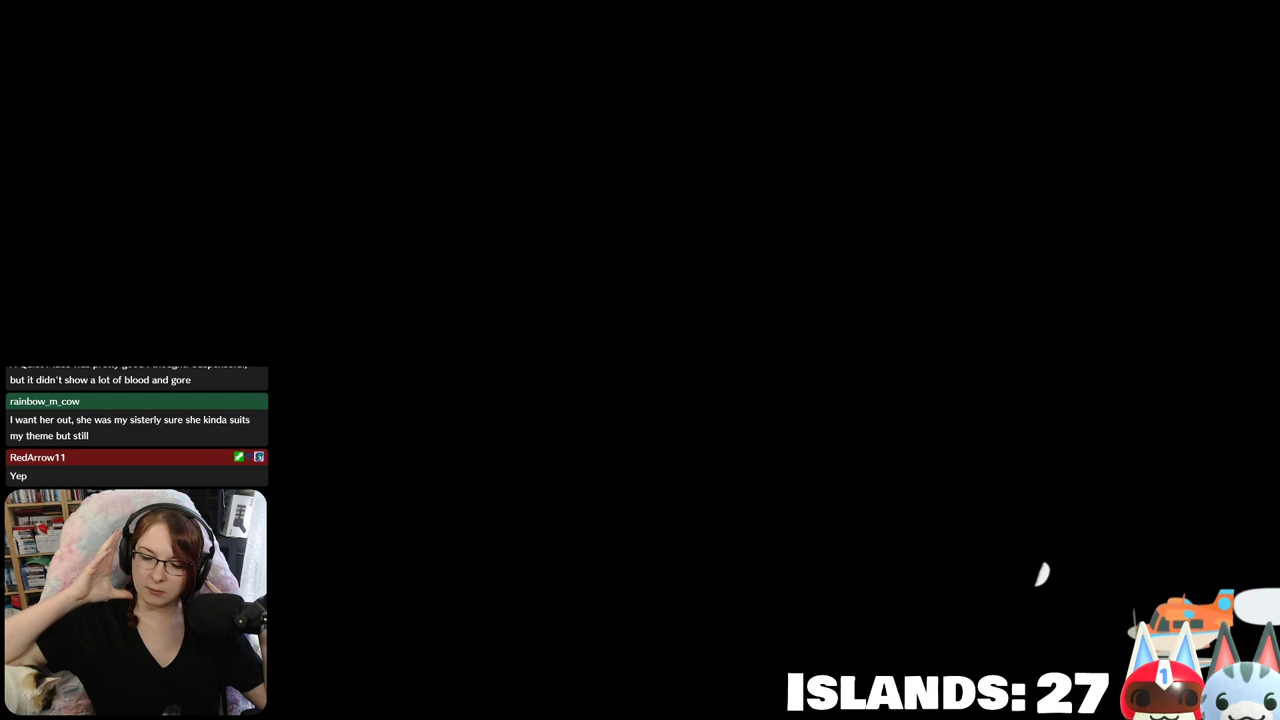 but it didn't show a lot of blood and gore
rainbow_m_cow
I want her out, she was my sisterly sure she kinda suits
my theme but still
RedArrow11
Yep
ISLANDS: 27
1